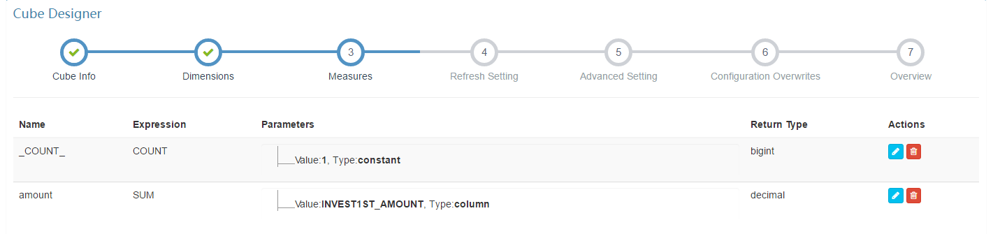 Cube Designer
3 4 5 6 7
Cube Info Dimensions Measures Refresh Setting Advanced Setting Configuration Overwrites Overview
Name Expression Parameters Return Type Actions
_COUNT_ COUNT Value:1, Type:constant bigint
amount SUM Value:INVEST1ST_AMOUNT, Type:column decimal